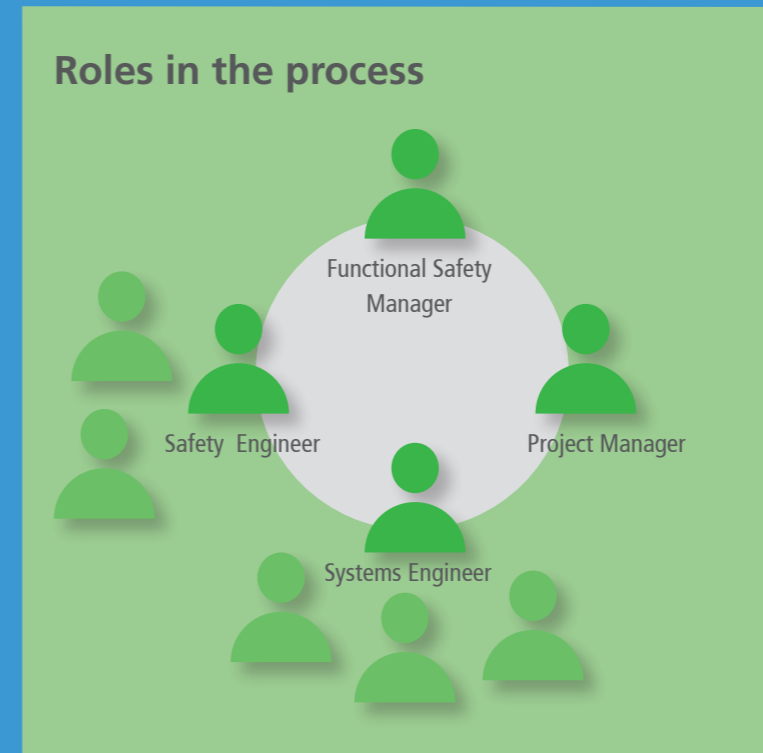 Roles in the process
Functional Safety
Manager
Safety Engineer
Project Manager
Systems Engineer